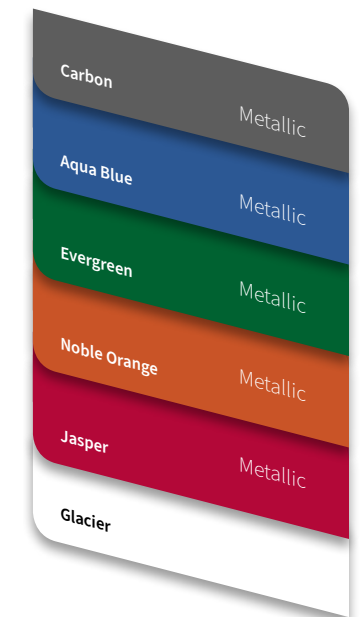 Carbon
Metallic
Aqua Blue
Metallic
Evergreen
Metallic
Noble Orange
Metallic
Jasper
Metallic
Glacier